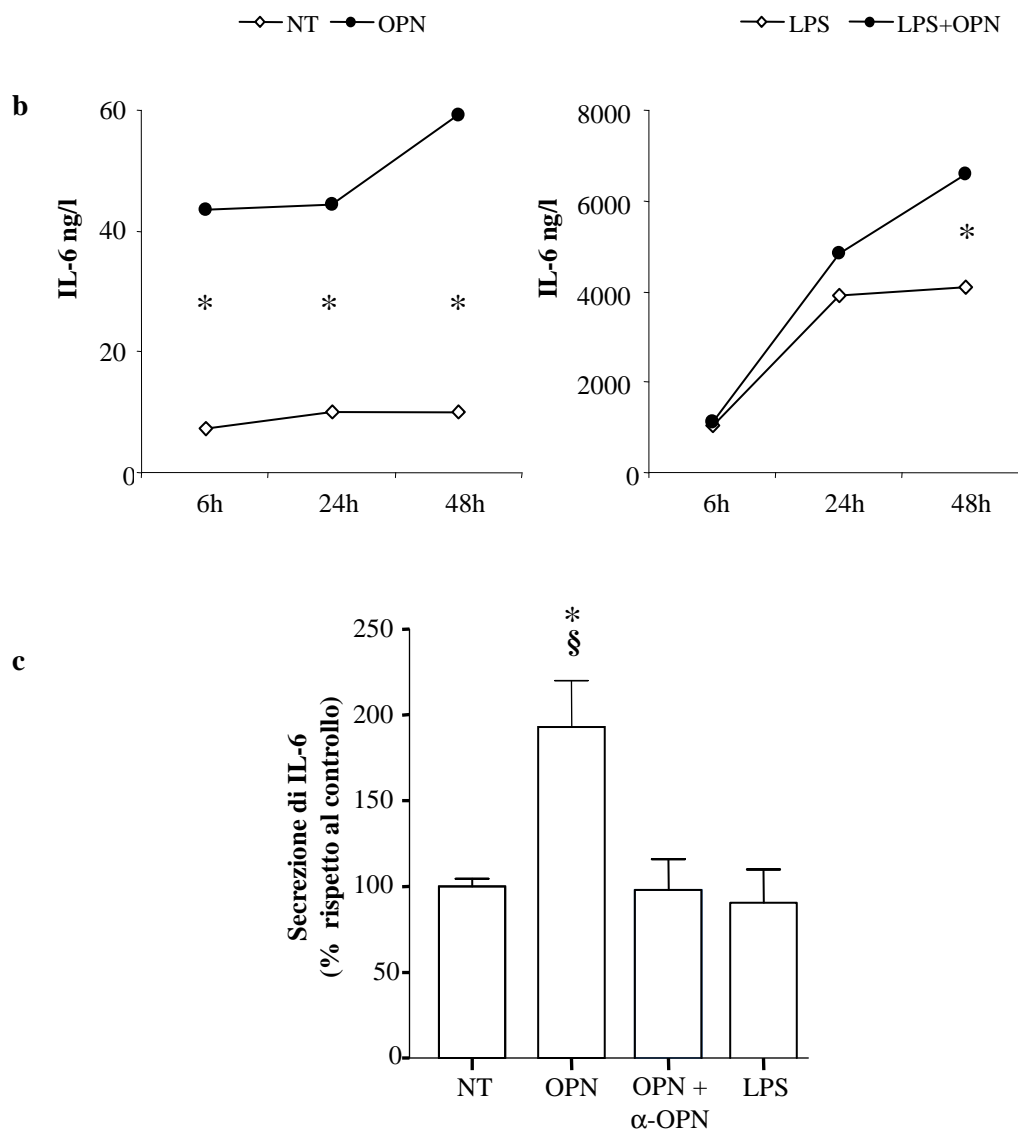 NT OPN
LPS LPS+OPN
b
60
40
20
0
IL-6 ng/l
* * *
6h 24h 48h
8000
6000
4000
2000
0
IL-6 ng/l
*
6h 24h 48h
c
250
200
150
100
50
0
Secrezione di IL-6
(% rispetto al controllo)
*
§
NT OPN OPN + LPS
α-OPN